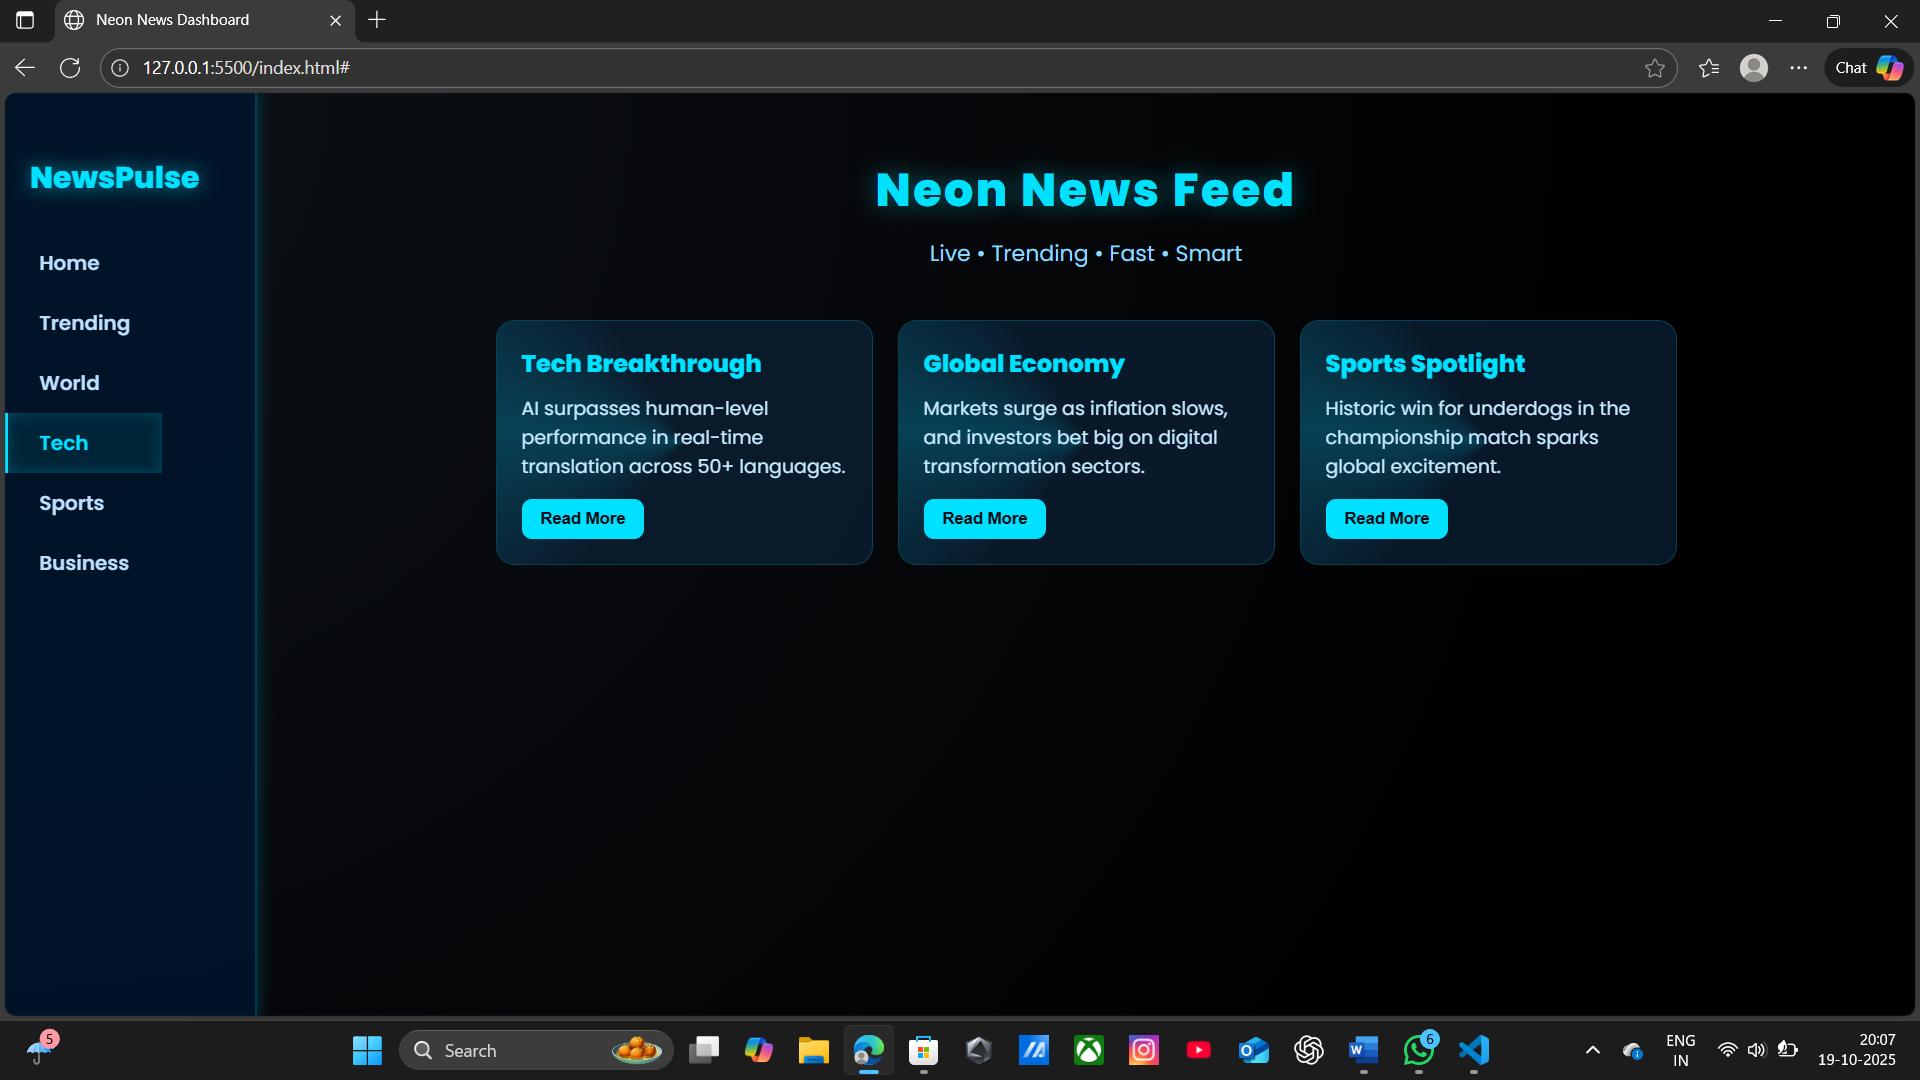 Neon News Dashboard
127.0.0.1:5500/index.html#
Chat
NewsPulse
Home
Trending
World
Tech
Sports
Business
Neon News Feed
Live • Trending • Fast • Smart
Tech Breakthrough
AI surpasses human-level
performance in real-time
translation across 50+ languages.
Read More
Global Economy
Markets surge as inflation slows,
and investors bet big on digital
transformation sectors.
Read More
Sports Spotlight
Historic win for underdogs in the
championship match sparks
global excitement.
Read More
5
Search
6
ENG
IN
20:07
19-10-2025